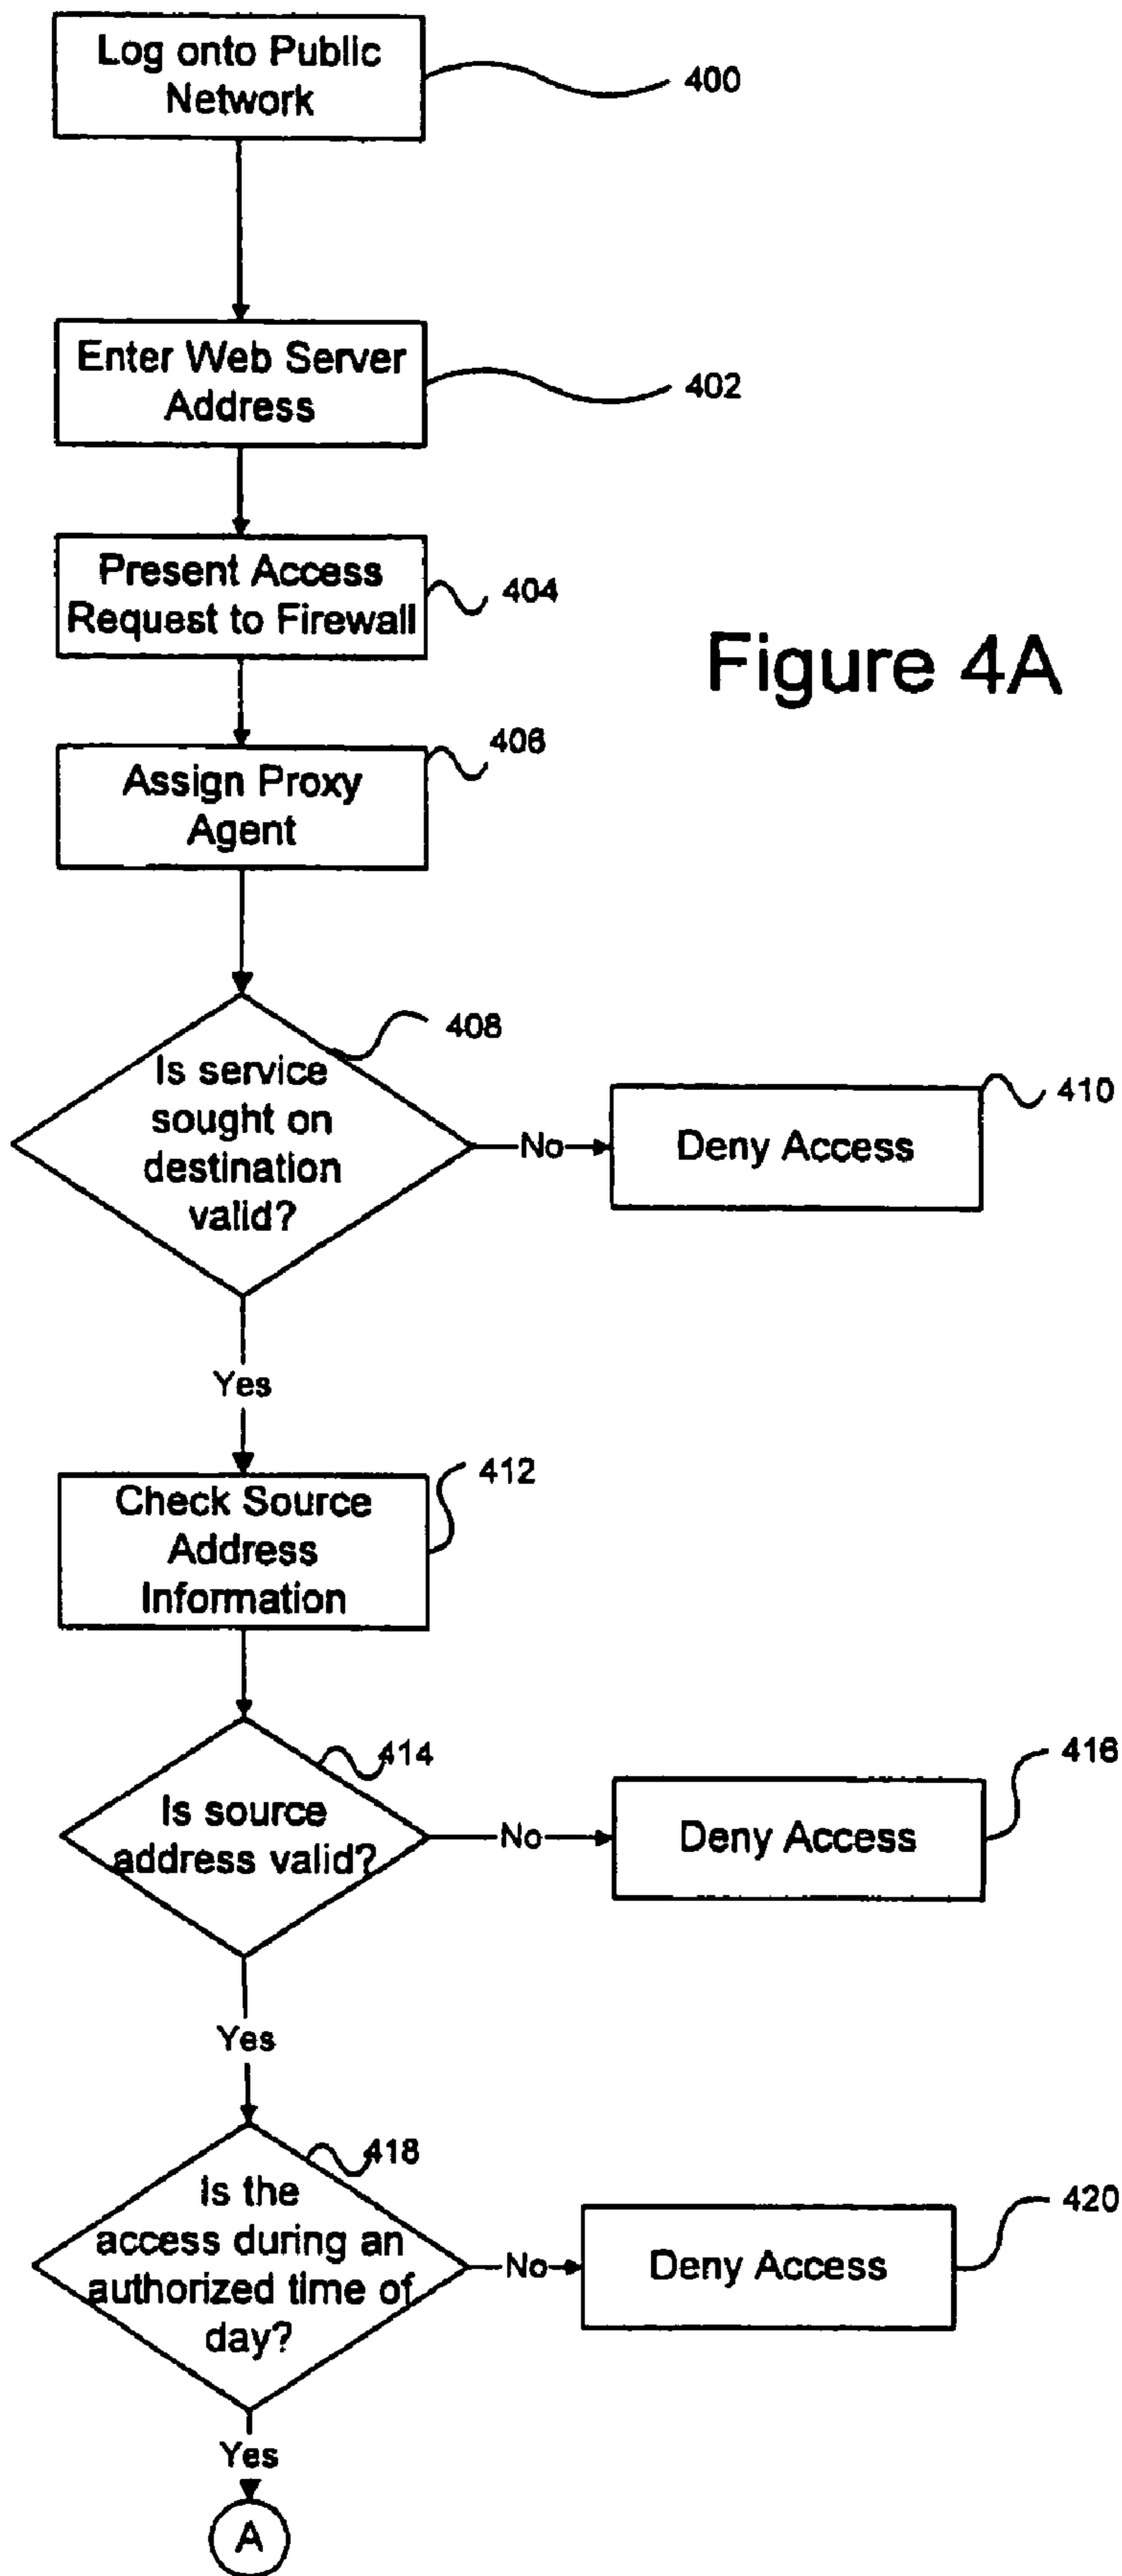 Log onto Public
Network
400
Enter Web Server
Address
402
Present Access
Request to Firewall
404
Figure 4A
406
Assign Proxy
Agent
408
Is service
sought on
destination
valid?
No
410
Deny Access
Yes
412
Check Source
Address
Information
414
Is source
address valid?
No
416
Deny Access
Yes
418
Is the
access during an
authorized time of
day?
No
420
Deny Access
Yes
A